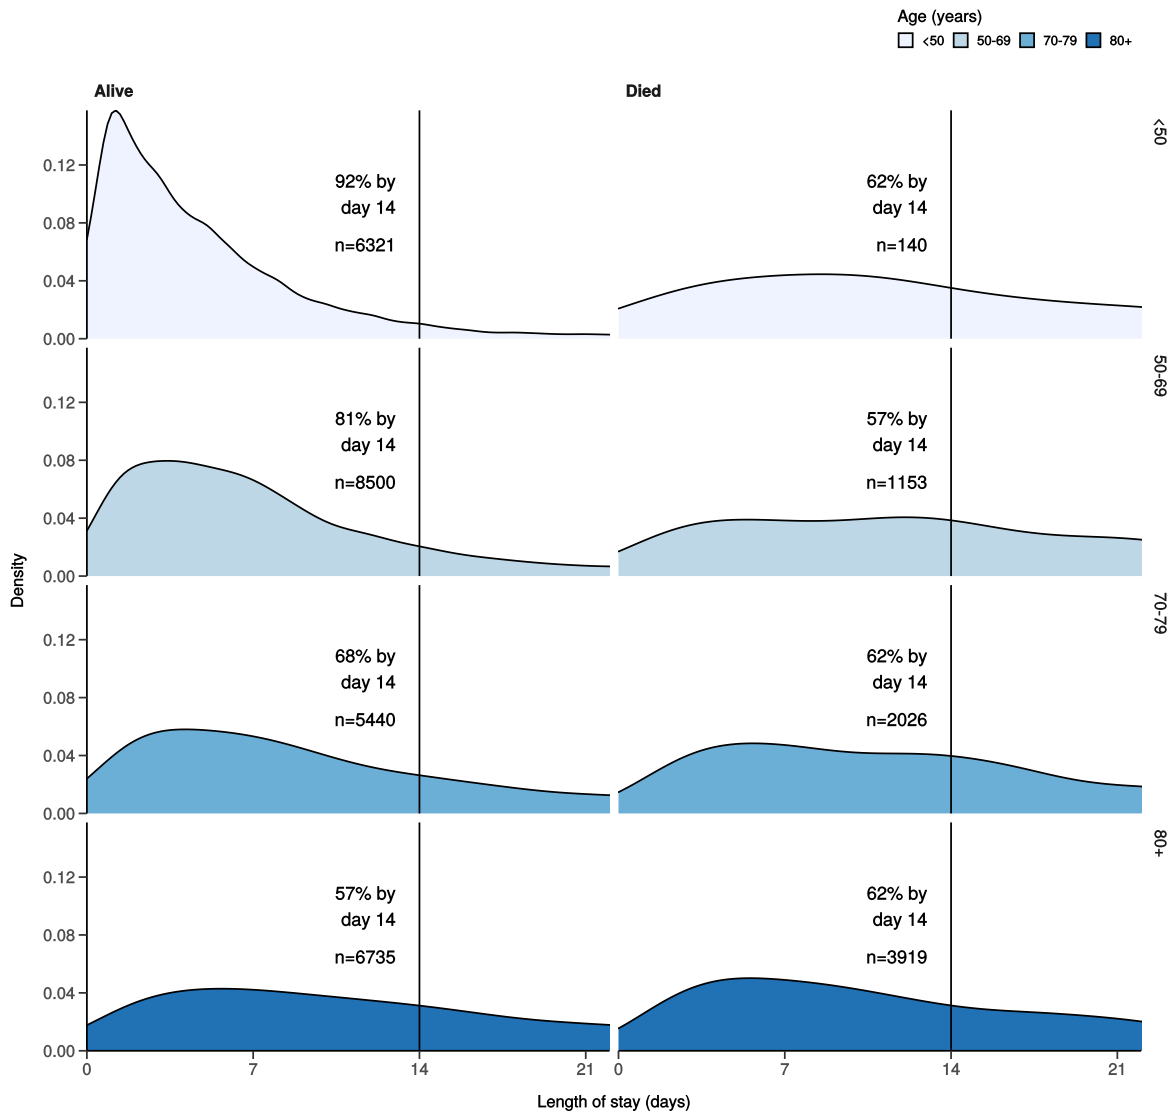 Age (years)
<50 50-69 70-79 80+
Alive
Died
0.12
0.08
0.04
0.00
92% by
day 14
n=6321
62% by
day 14
n=140
<50
0.12
0.08
0.04
0.00
81% by
day 14
n=8500
57% by
day 14
n=1153
50-69
0.12
0.08
0.04
0.00
68% by
day 14
n=5440
62% by
day 14
n=2026
70-79
0.12
0.08
0.04
0.00
57% by
day 14
n=6735
62% by
day 14
n=3919
80+
Density
0 7 14 21
0 7 14 21
Length of stay (days)